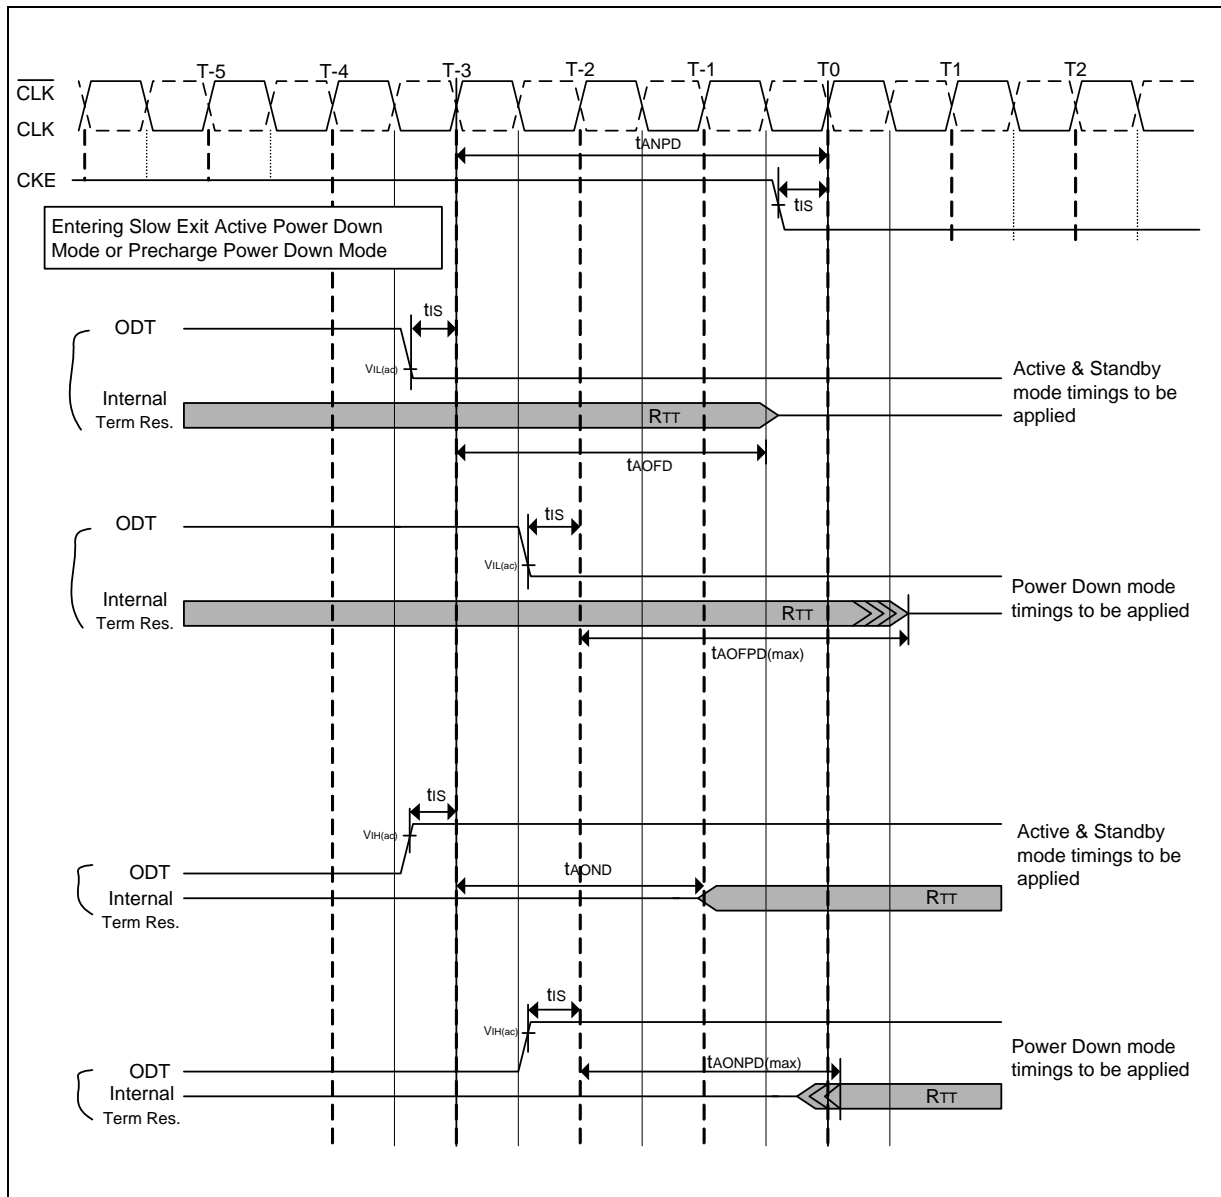 T-5 T-4 T-3 T-2 T-1 T0 T1 T2
CLK
CLK
tANPD
CKE
tIS
Entering Slow Exit Active Power Down
Mode or Precharge Power Down Mode
tIS
ODT
VIL(ac)
Active & Standby
mode timings to be
applied
Internal
Term Res.
RTT
tAOFD
tIS
ODT
VIL(ac)
Power Down mode
timings to be applied
Internal
Term Res.
RTT
tAOFPD(max)
tIS
VIH(ac)
Active & Standby
mode timings to be
applied
tAOND
ODT
Internal
Term Res.
RTT
tIS
VIH(ac)
Power Down mode
timings to be applied
tAONPD(max)
ODT
Internal
Term Res.
RTT